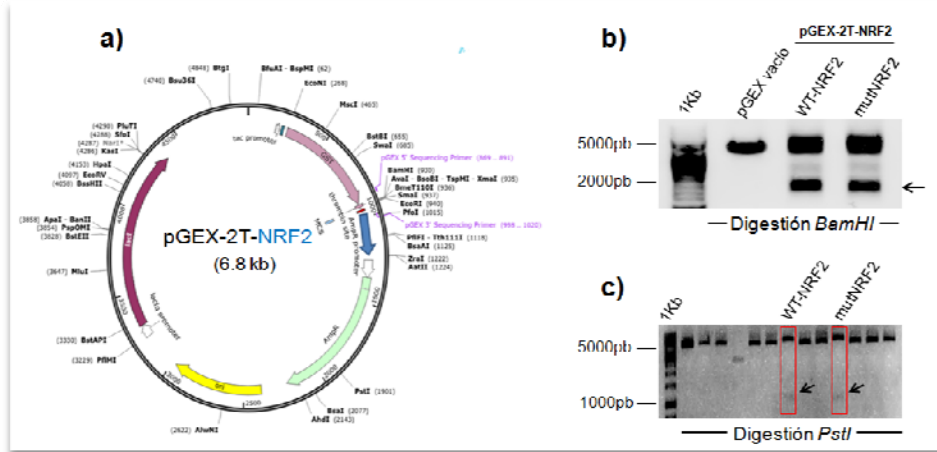 a)
(4848) BtgI
(4740) Bsu36I
BfuAI - BspMI (62)
EcoNI (268)
MscI (465)
tac promoter
GST
BstBI (655)
SwaI (685)
pGEX 5' Sequencing Primer
BamHI (930)
AvaI - BsoBI - TspMI - XmaI (935)
BmeT110I (936)
SmaI (937)
EcoRI (940)
PfoI (1015)
pGEX 3' Sequencing Primer
PflFI - Tth111I (1118)
BsaAI (1125)
ZraI (1222)
AatII (1224)
thrombin site
MCS
AmpR promoter
AmpR
PstI (1901)
BsaI (2077)
AhdI (2143)
ori
(2622) AlwNI
(3229) PflMI
(3300) BstAPI
lacIq promoter
lacI
(3647) MluI
(3828) BstEII
(3854) PspOMI
(3858) ApaI - BanII
(4058) BssHII
(4097) EcoRV
(4153) HpaI
(4286) KasI
(4287) NarI*
(4288) SfoI
(4290) PluTI
pGEX-2T-NRF2
(6.8 kb)
b)
pGEX-2T-NRF2
1Kb
pGEX vacío
WT-NRF2
mutNRF2
5000pb
2000pb
Digestión BamHI
c)
1Kb
WT-NRF2
mutNRF2
5000pb
1000pb
Digestión PstI